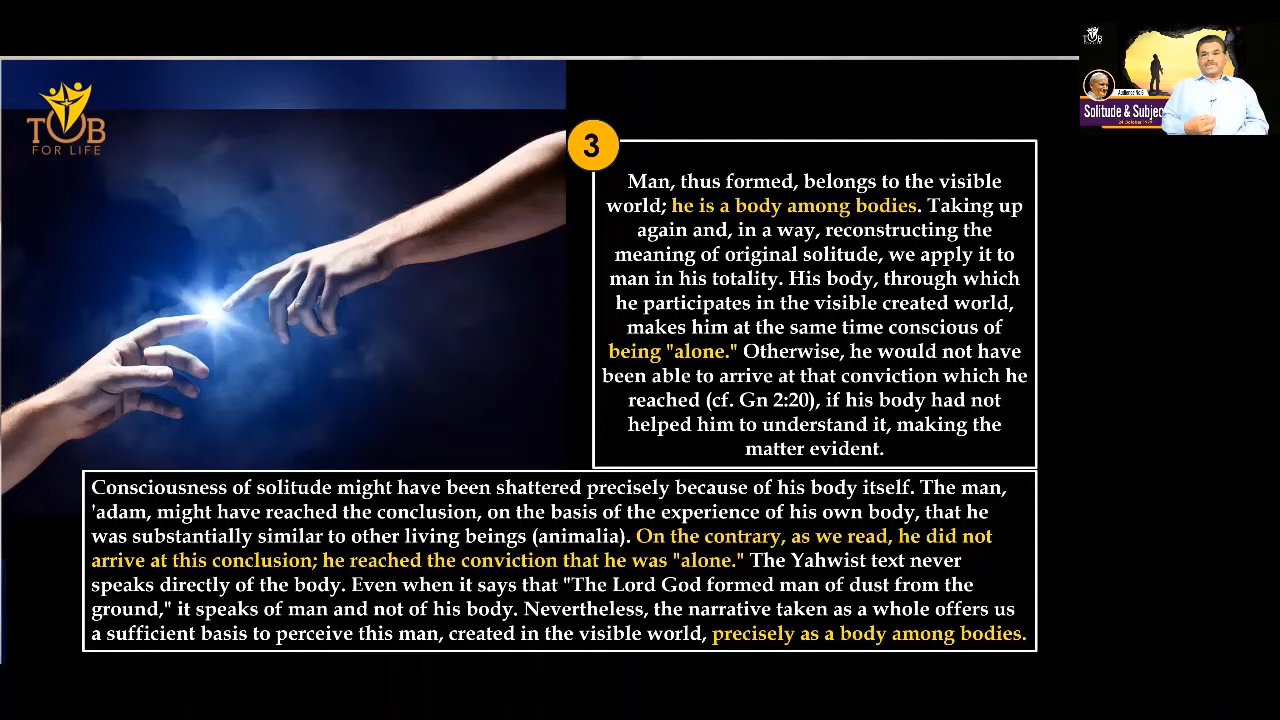 TOB
FOR LIFE
3
Man, thus formed, belongs to the visible
world; he is a body among bodies. Taking up
again and, in a way, reconstructing the
meaning of original solitude, we apply it to
man in his totality. His body, through which
he participates in the visible created world,
makes him at the same time conscious of
being "alone." Otherwise, he would not have
been able to arrive at that conviction which he
reached (cf. Gn 2:20), if his body had not
helped him to understand it, making the
matter evident.
Consciousness of solitude might have been shattered precisely because of his body itself. The man,
'adam, might have reached the conclusion, on the basis of the experience of his own body, that he
was substantially similar to other living beings (animalia). On the contrary, as we read, he did not
arrive at this conclusion; he reached the conviction that he was "alone." The Yahwist text never
speaks directly of the body. Even when it says that "The Lord God formed man of dust from the
ground," it speaks of man and not of his body. Nevertheless, the narrative taken as a whole offers us
a sufficient basis to perceive this man, created in the visible world, precisely as a body among bodies.
TOB
Solitude & Subjec
24 October